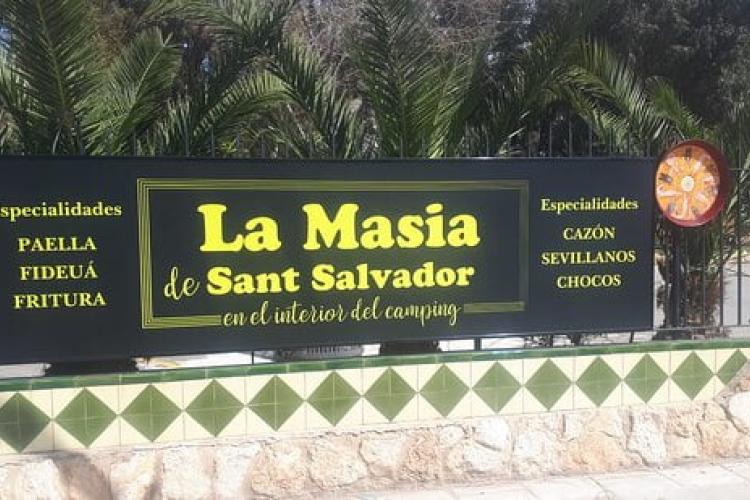 specialidades
PAELLA
FIDEUÁ
FRITURA
La Masia
de Sant Salvador
en el interior del camping
Especialidades
CAZÓN
SEVILLANOS
CHOCOS